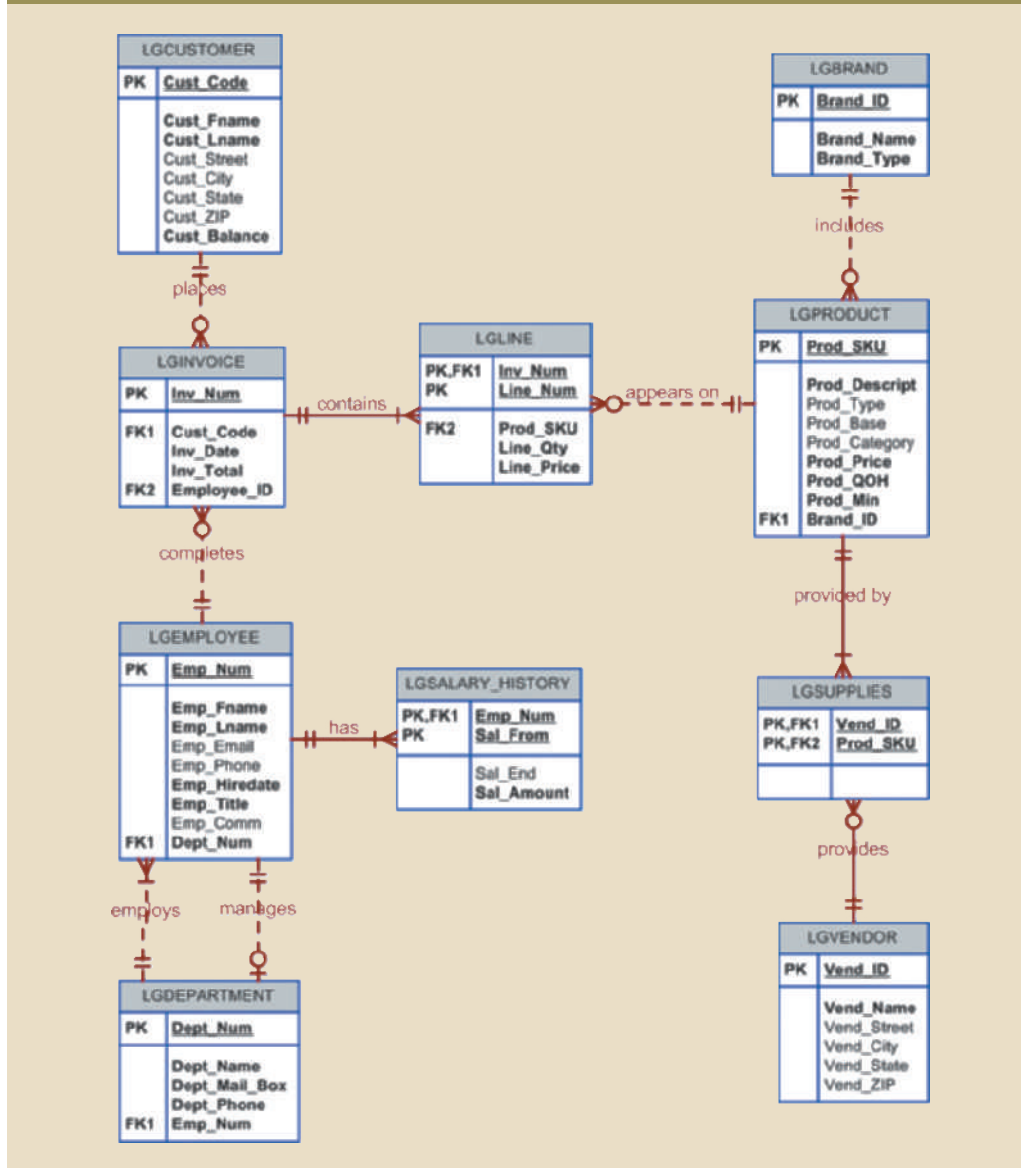 LGCUSTOMER
PK Cust_Code
Cust_Fname
Cust_Lname
Cust_Street
Cust_City
Cust_State
Cust_ZIP
Cust_Balance
places
LGINVOICE
PK Inv_Num
FK1 Cust_Code
Inv_Date
Inv_Total
FK2 Employee_ID
contains
LGLINE
PK,FK1 Inv_Num
PK Line_Num
FK2 Prod_SKU
Line_Qty
Line_Price
appears on
LGBRAND
PK Brand_ID
Brand_Name
Brand_Type
includes
LGPRODUCT
PK Prod_SKU
Prod_Descript
Prod_Type
Prod_Base
Prod_Category
Prod_Price
Prod_QOH
Prod_Min
FK1 Brand_ID
completes
LGEMPLOYEE
PK Emp_Num
Emp_Fname
Emp_Lname
Emp_Email
Emp_Phone
Emp_Hiredate
Emp_Title
Emp_Comm
FK1 Dept_Num
has
LGSALARY_HISTORY
PK,FK1 Emp_Num
PK Sal_From
Sal_End
Sal_Amount
provided by
LGSUPPLIES
PK,FK1 Vend_ID
PK,FK2 Prod_SKU
provides
LGVENDOR
PK Vend_ID
Vend_Name
Vend_Street
Vend_City
Vend_State
Vend_ZIP
employs
manages
LGDEPARTMENT
PK Dept_Num
Dept_Name
Dept_Mail_Box
Dept_Phone
FK1 Emp_Num